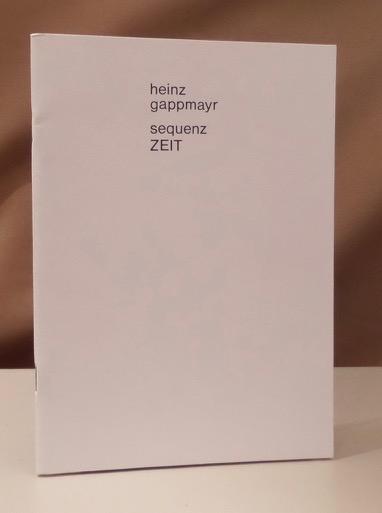 heinz
gappmayr
sequenz
ZEIT